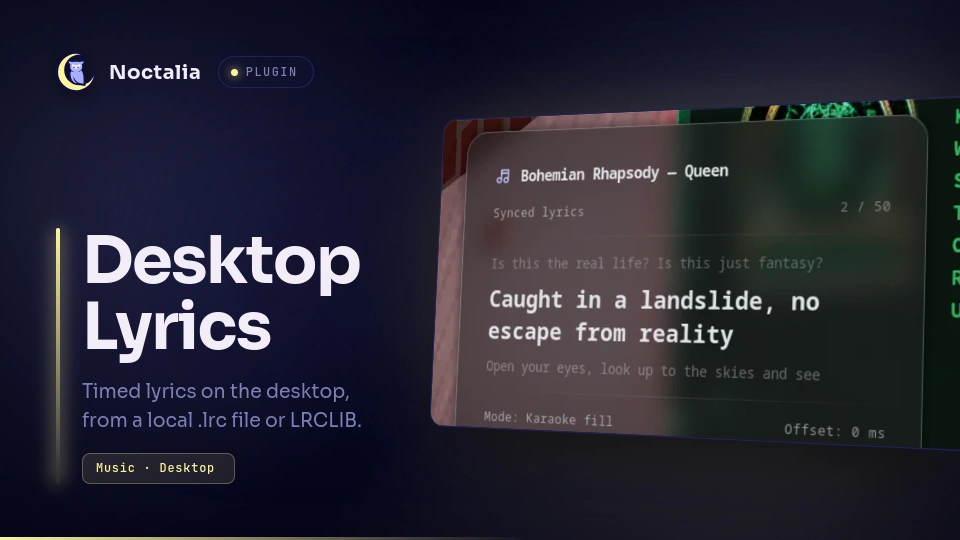 Noctalia
PLUGIN
Desktop
Lyrics
Timed lyrics on the desktop,
from a local .lrc file or LRCLIB.
Music · Desktop
Bohemian Rhapsody — Queen
Synced lyrics
2 / 50
Is this the real life? Is this just fantasy?
Caught in a landslide, no
escape from reality
Open your eyes, look up to the skies and see
Mode: Karaoke fill
Offset: 0 ms